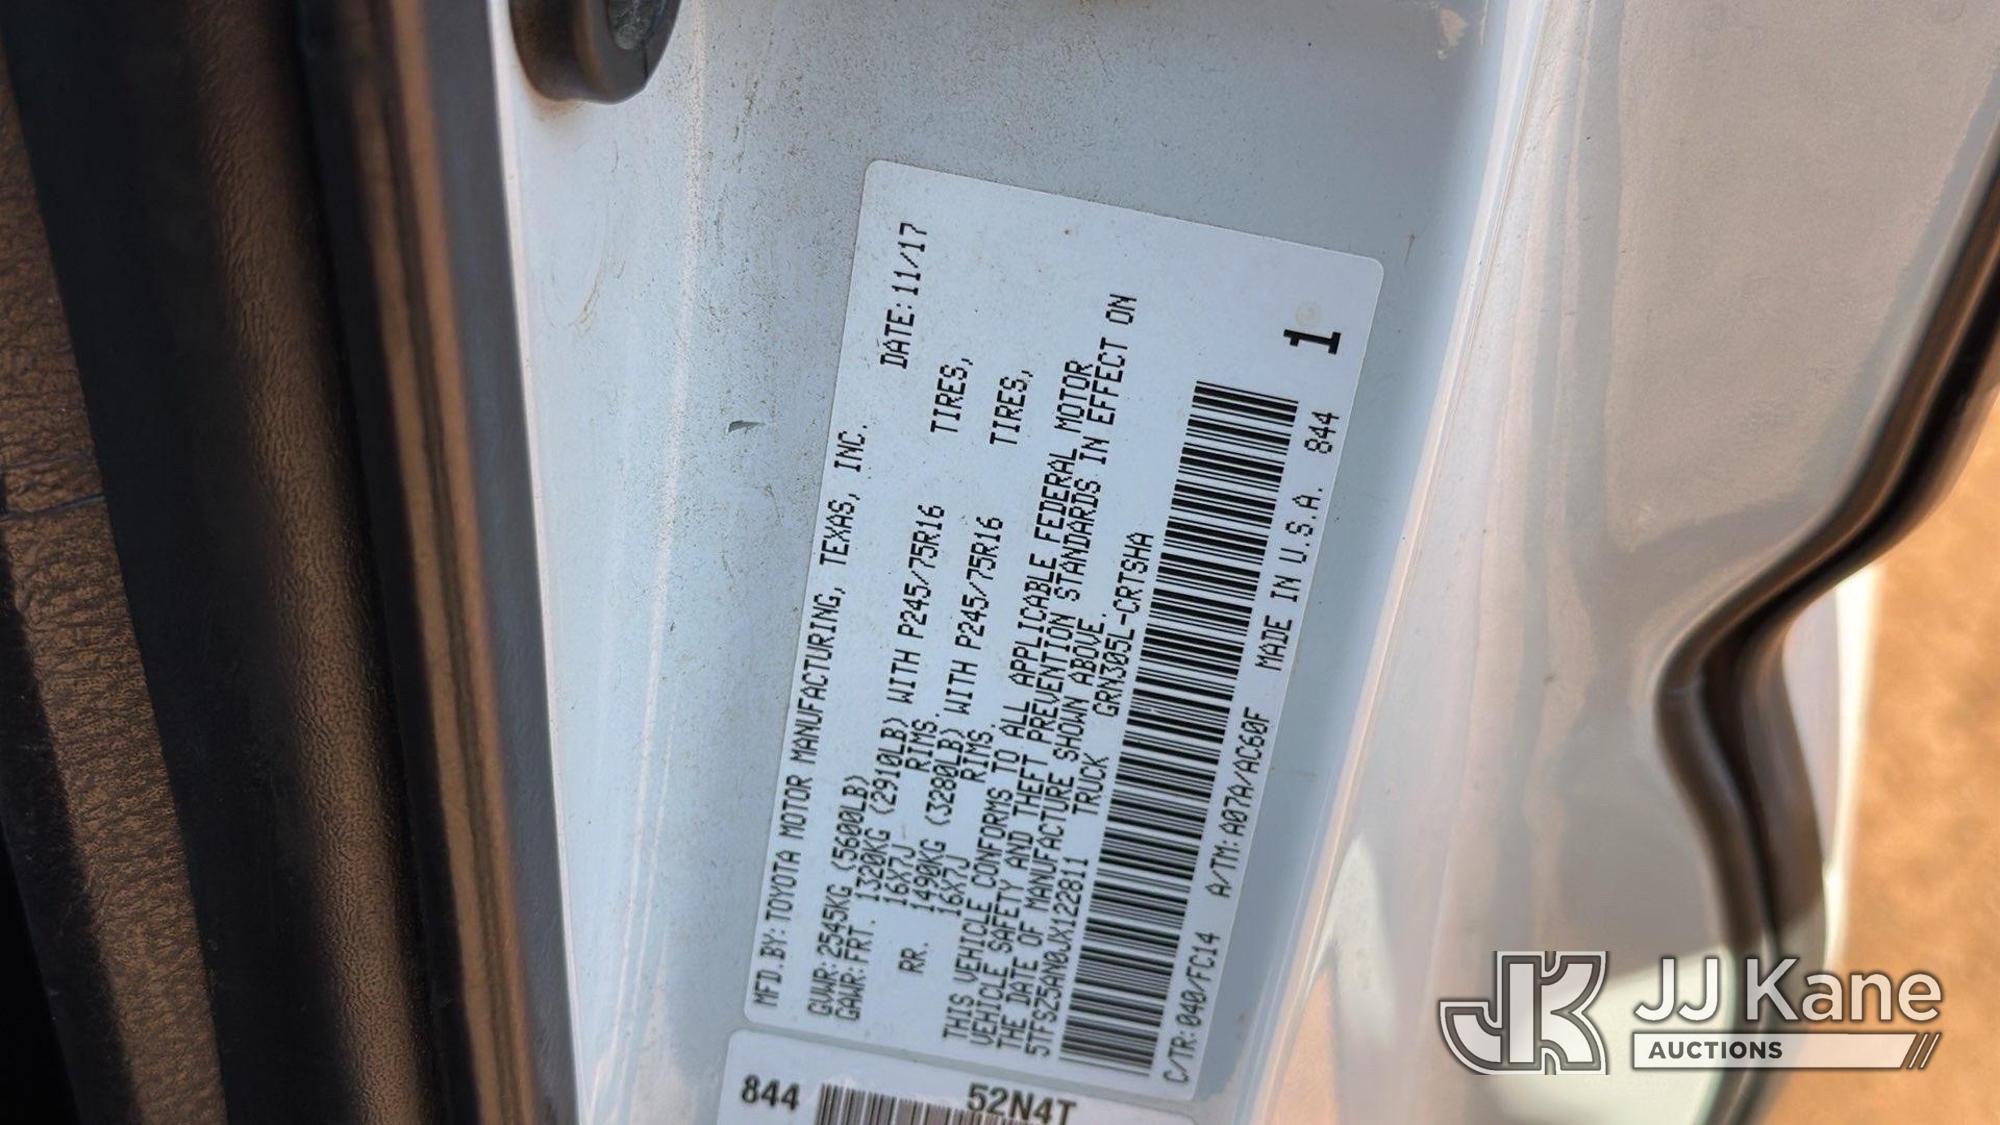 MFD.BY:TOYOTA MOTOR MANUFACTURING, TEXAS, INC.
DATE:11/17
GVWR:2545KG (5600LB)
GAWR:FRT. 1320KG (2910LB) WITH P245/75R16 TIRES,
16X7J RIMS.
RR. 1490KG (3280LB) WITH P245/75R16 TIRES,
16X7J RIMS.
THIS VEHICLE CONFORMS TO ALL APPLICABLE FEDERAL MOTOR
VEHICLE SAFETY AND THEFT PREVENTION STANDARDS IN EFFECT ON
THE DATE OF MANUFACTURE SHOWN ABOVE.
5TFSZ5AN0JX122811 TRUCK GRN305L-CRTSHA
C/TR:040/FC14 A/TM:A07A/AC60F MADE IN U.S.A. 844
1
844 52N4T
JK JJ Kane
AUCTIONS